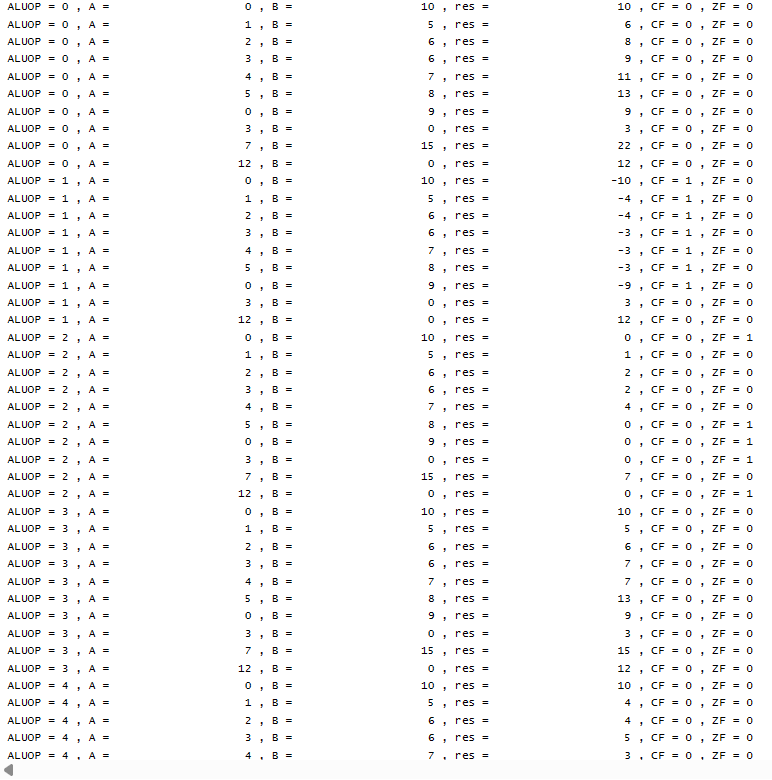 ALUOP = 0 , A = 0 , B = 10 , res = 10 , CF = 0 , ZF = 0
ALUOP = 0 , A = 1 , B = 5 , res = 6 , CF = 0 , ZF = 0
ALUOP = 0 , A = 2 , B = 6 , res = 8 , CF = 0 , ZF = 0
ALUOP = 0 , A = 3 , B = 6 , res = 9 , CF = 0 , ZF = 0
ALUOP = 0 , A = 4 , B = 7 , res = 11 , CF = 0 , ZF = 0
ALUOP = 0 , A = 5 , B = 8 , res = 13 , CF = 0 , ZF = 0
ALUOP = 0 , A = 0 , B = 9 , res = 9 , CF = 0 , ZF = 0
ALUOP = 0 , A = 3 , B = 0 , res = 3 , CF = 0 , ZF = 0
ALUOP = 0 , A = 7 , B = 15 , res = 22 , CF = 0 , ZF = 0
ALUOP = 0 , A = 12 , B = 0 , res = 12 , CF = 0 , ZF = 0
ALUOP = 1 , A = 0 , B = 10 , res = -10 , CF = 1 , ZF = 0
ALUOP = 1 , A = 1 , B = 5 , res = -4 , CF = 1 , ZF = 0
ALUOP = 1 , A = 2 , B = 6 , res = -4 , CF = 1 , ZF = 0
ALUOP = 1 , A = 3 , B = 6 , res = -3 , CF = 1 , ZF = 0
ALUOP = 1 , A = 4 , B = 7 , res = -3 , CF = 1 , ZF = 0
ALUOP = 1 , A = 5 , B = 8 , res = -3 , CF = 1 , ZF = 0
ALUOP = 1 , A = 0 , B = 9 , res = -9 , CF = 1 , ZF = 0
ALUOP = 1 , A = 3 , B = 0 , res = 3 , CF = 0 , ZF = 0
ALUOP = 1 , A = 12 , B = 0 , res = 12 , CF = 0 , ZF = 0
ALUOP = 2 , A = 0 , B = 10 , res = 0 , CF = 0 , ZF = 1
ALUOP = 2 , A = 1 , B = 5 , res = 1 , CF = 0 , ZF = 0
ALUOP = 2 , A = 2 , B = 6 , res = 2 , CF = 0 , ZF = 0
ALUOP = 2 , A = 3 , B = 6 , res = 2 , CF = 0 , ZF = 0
ALUOP = 2 , A = 4 , B = 7 , res = 4 , CF = 0 , ZF = 0
ALUOP = 2 , A = 5 , B = 8 , res = 0 , CF = 0 , ZF = 1
ALUOP = 2 , A = 0 , B = 9 , res = 0 , CF = 0 , ZF = 1
ALUOP = 2 , A = 3 , B = 0 , res = 0 , CF = 0 , ZF = 1
ALUOP = 2 , A = 7 , B = 15 , res = 7 , CF = 0 , ZF = 0
ALUOP = 2 , A = 12 , B = 0 , res = 0 , CF = 0 , ZF = 1
ALUOP = 3 , A = 0 , B = 10 , res = 10 , CF = 0 , ZF = 0
ALUOP = 3 , A = 1 , B = 5 , res = 5 , CF = 0 , ZF = 0
ALUOP = 3 , A = 2 , B = 6 , res = 6 , CF = 0 , ZF = 0
ALUOP = 3 , A = 3 , B = 6 , res = 7 , CF = 0 , ZF = 0
ALUOP = 3 , A = 4 , B = 7 , res = 7 , CF = 0 , ZF = 0
ALUOP = 3 , A = 5 , B = 8 , res = 13 , CF = 0 , ZF = 0
ALUOP = 3 , A = 0 , B = 9 , res = 9 , CF = 0 , ZF = 0
ALUOP = 3 , A = 3 , B = 0 , res = 3 , CF = 0 , ZF = 0
ALUOP = 3 , A = 7 , B = 15 , res = 15 , CF = 0 , ZF = 0
ALUOP = 3 , A = 12 , B = 0 , res = 12 , CF = 0 , ZF = 0
ALUOP = 4 , A = 0 , B = 10 , res = 10 , CF = 0 , ZF = 0
ALUOP = 4 , A = 1 , B = 5 , res = 4 , CF = 0 , ZF = 0
ALUOP = 4 , A = 2 , B = 6 , res = 4 , CF = 0 , ZF = 0
ALUOP = 4 , A = 3 , B = 6 , res = 5 , CF = 0 , ZF = 0
ALUOP = 4 , A = 4 , B = 7 , res = 3 , CF = 0 , ZF = 0